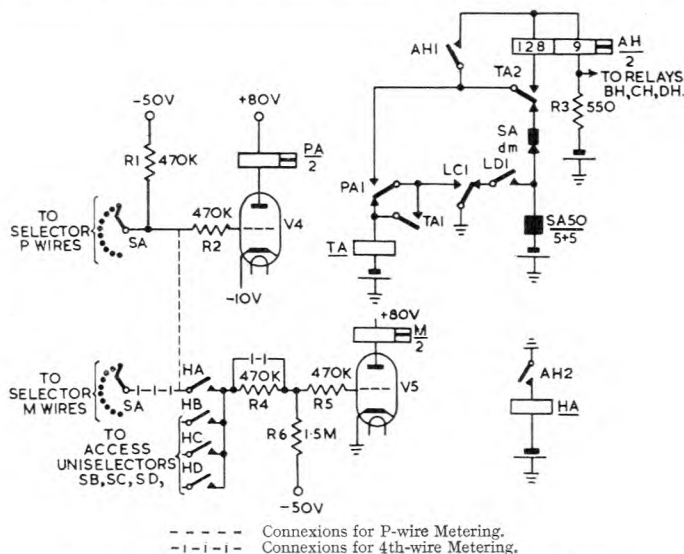 128
9
AH
2
AH1
TA2
TO RELAYS
BH, CH, DH.
R3
550
-50V
+80V
SA
dm
R1
470K
PA
2
LC1
LD1
PA1
TO
SELECTOR
P WIRES
SA
470K
R2
V4
TA1
SA50
5+5
TA
-10V
+80V
M
2
TO
SELECTOR
M WIRES
SA
HA
470K
R4
470K
R5
V5
AH2
HA
HB
HC
HD
TO
ACCESS
UNISELECTORS
SB, SC, SD,
R6
1·5M
-50V
Connexions for P-wire Metering.
Connexions for 4th-wire Metering.